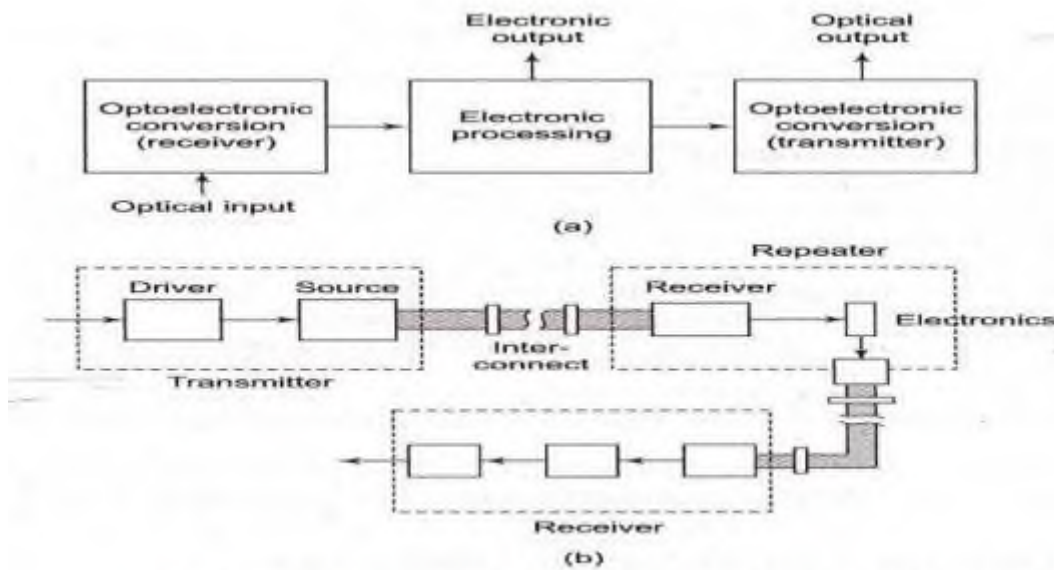 Electronic
output
Optical
output
Optoelectronic
conversion
(receiver)
Electronic
processing
Optoelectronic
conversion
(transmitter)
Optical input
(a)
Repeater
Driver
Source
Receiver
Electronics
Inter-
connect
Transmitter
Receiver
(b)